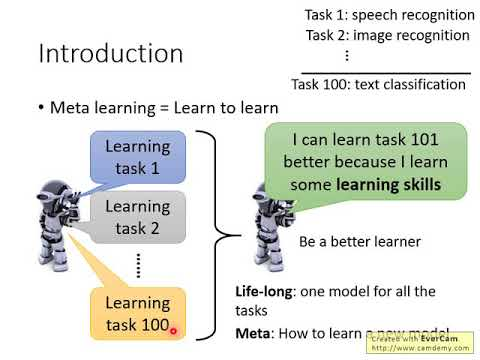 Task 1: speech recognition
Task 2: image recognition
Task 100: text classification
Introduction
• Meta learning = Learn to learn
Learning
task 1
Learning
task 2
Learning
task 100
I can learn task 101
better because I learn
some learning skills
Be a better learner
Life-long: one model for all the
tasks
Meta: How to learn a new model
Created with EverCam.
http://www.camdemy.com